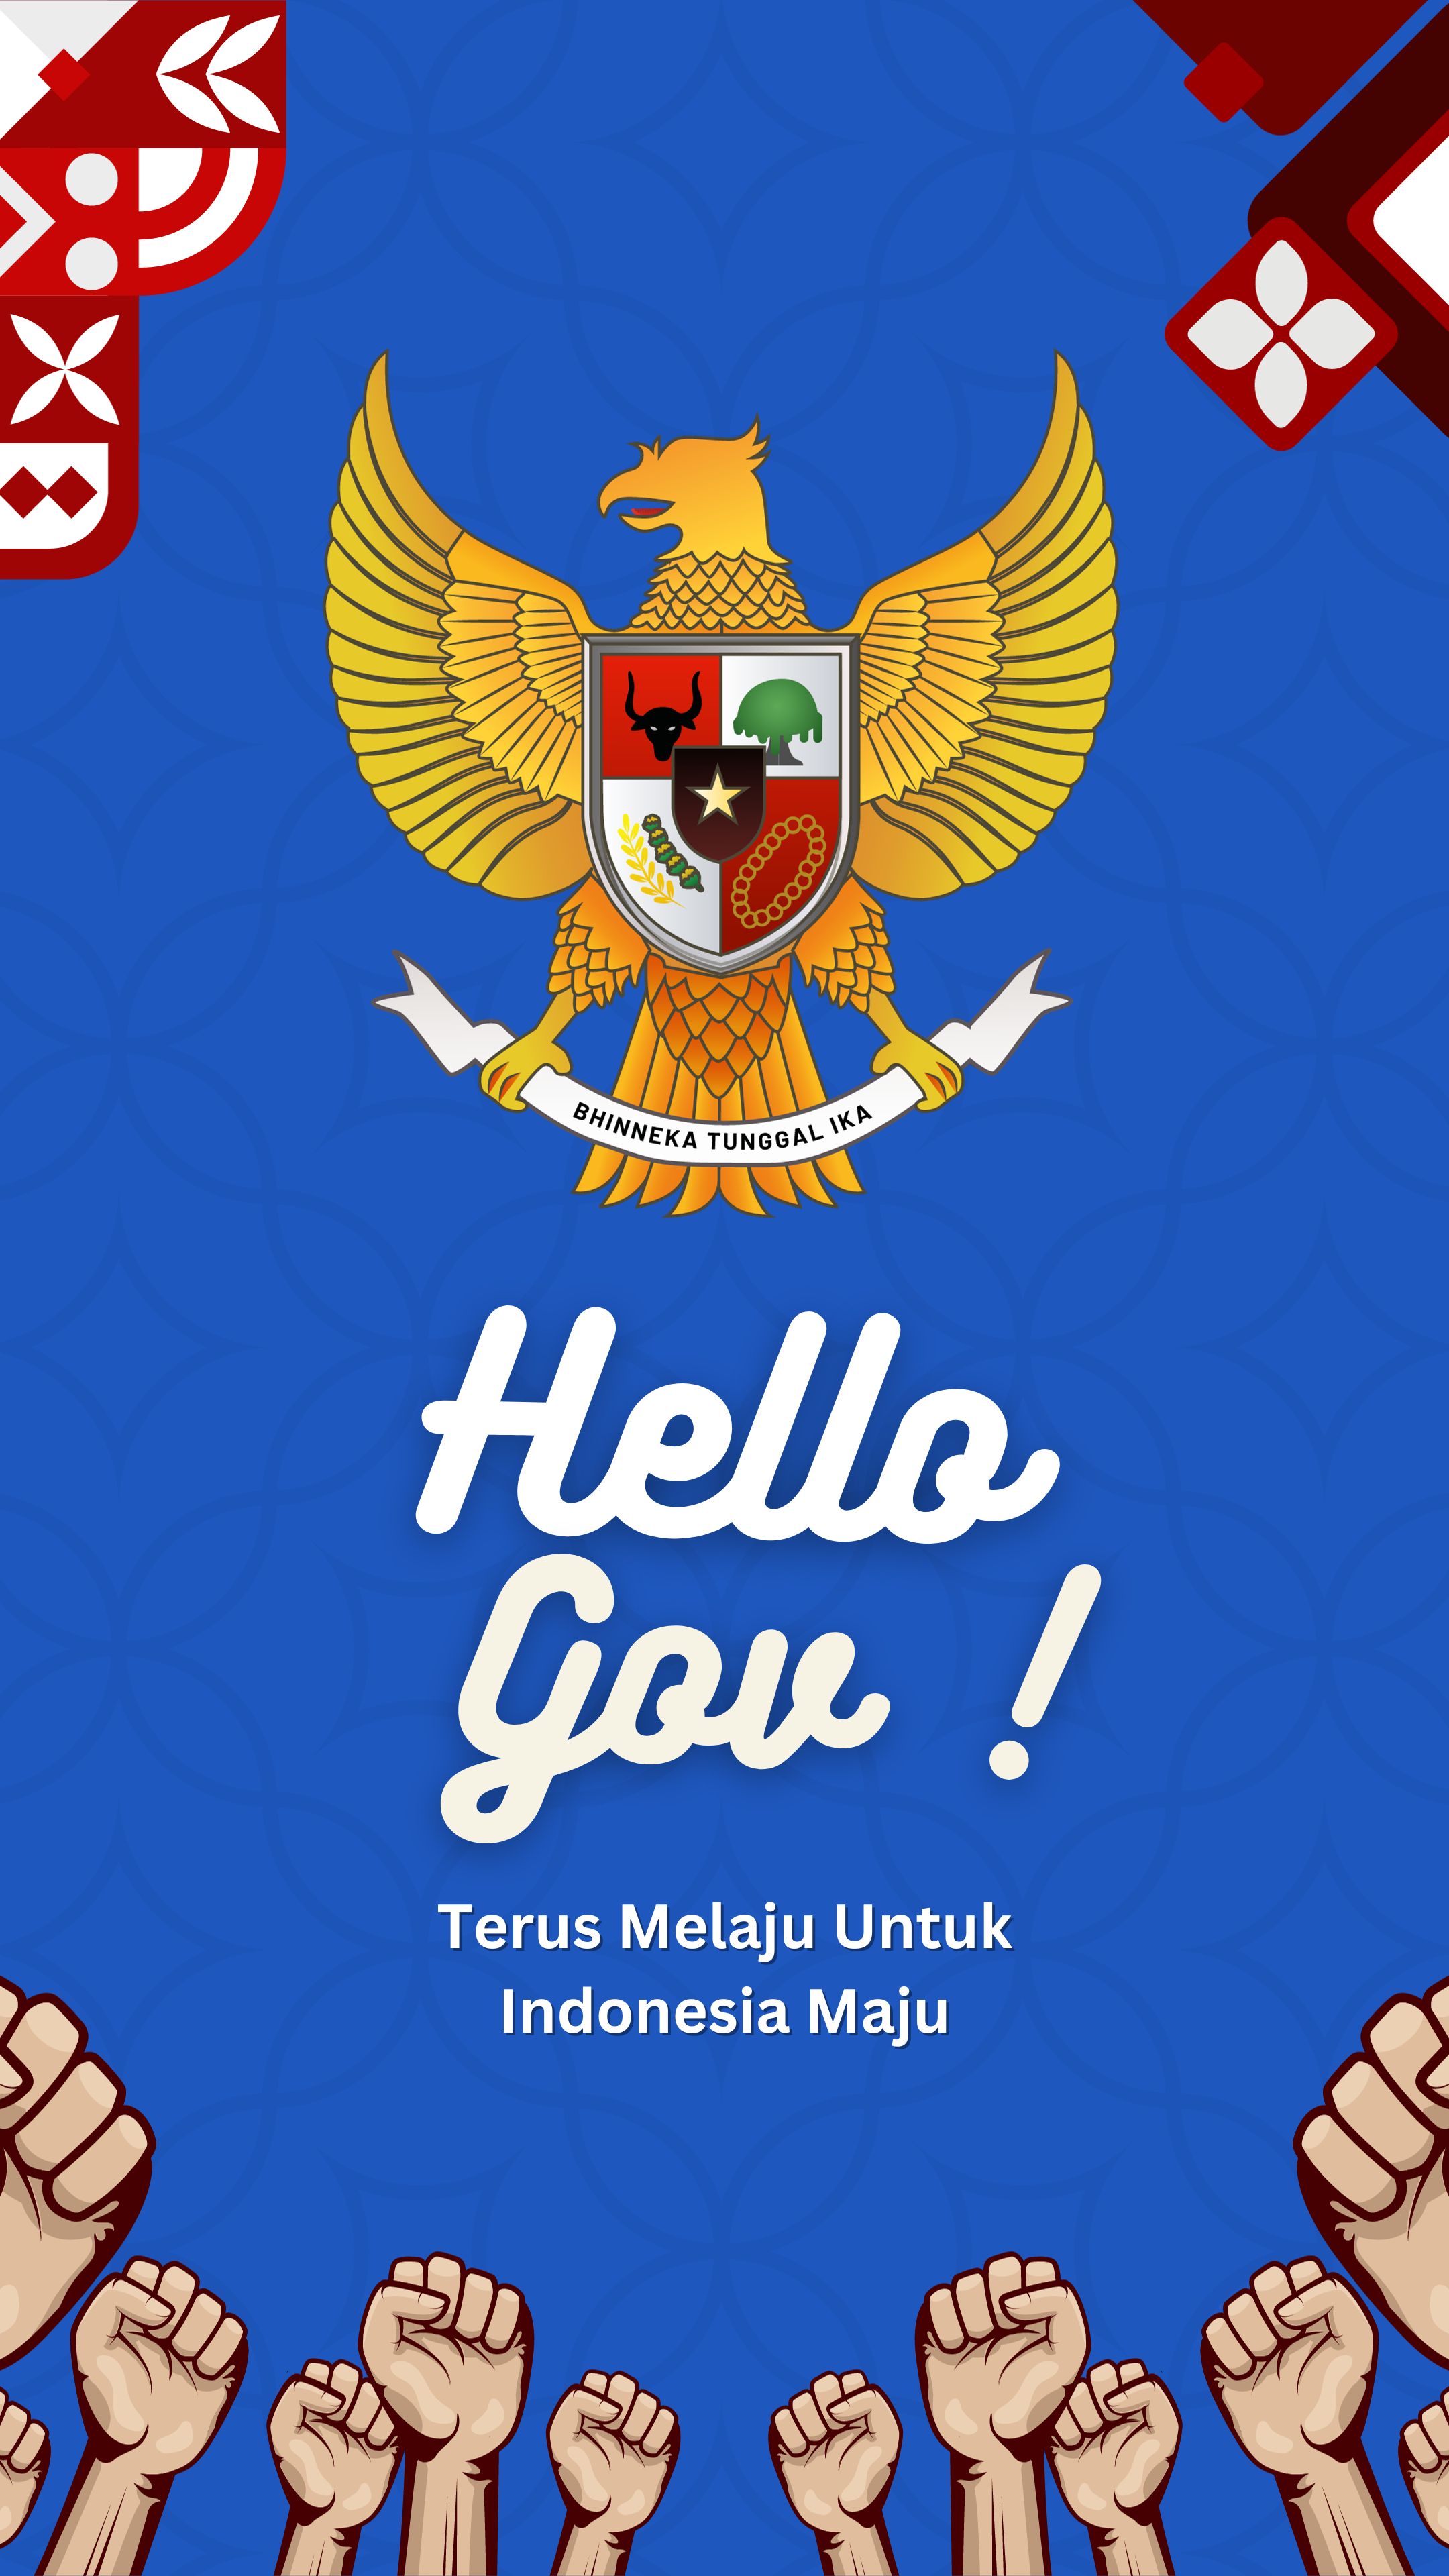 BHINNEKA TUNGGAL IKA
Hello
Gov !
Terus Melaju Untuk
Indonesia Maju